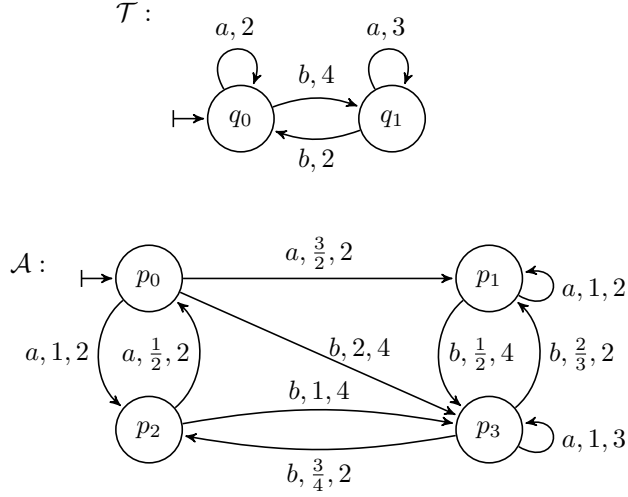 𝒯 :
a, 2
a, 3
b, 4
q₀
q₁
b, 2
𝒜 :
a, 3/2, 2
p₀
p₁
a, 1, 2
a, 1, 2
a, 1/2, 2
b, 2, 4
b, 1/2, 4
b, 2/3, 2
b, 1, 4
p₂
p₃
a, 1, 3
b, 3/4, 2